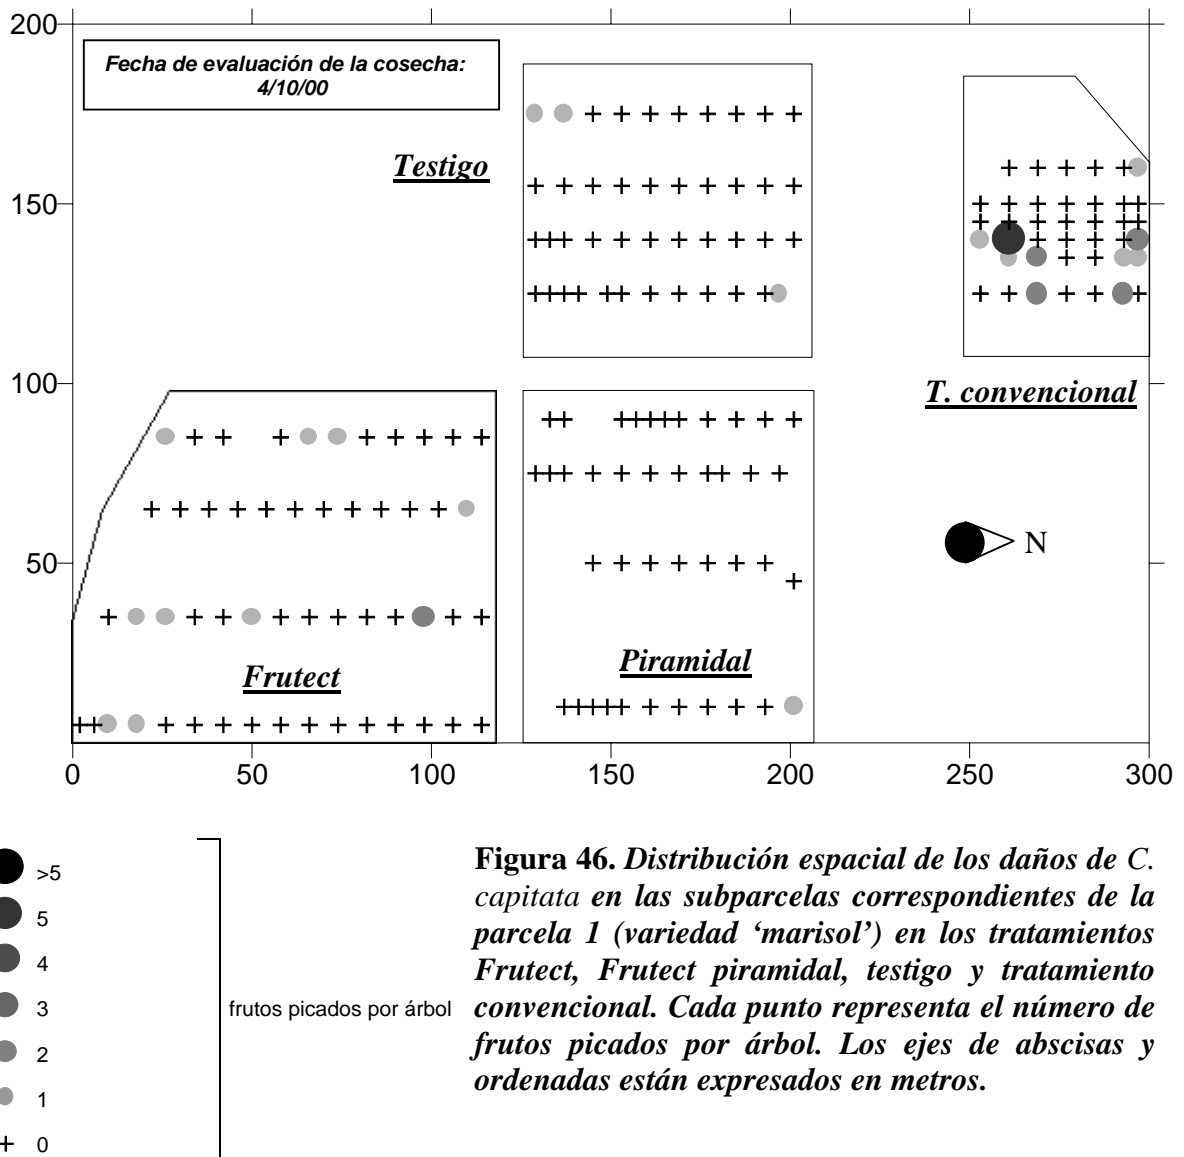 200
Fecha de evaluación de la cosecha:
4/10/00
Testigo
150
100
T. convencional
50
N
Piramidal
Frutect
0 50 100 150 200 250 300
>5
5
4
3
2
1
0
frutos picados por árbol
Figura 46. Distribución espacial de los daños de C.
capitata en las subparcelas correspondientes de la
parcela 1 (variedad ‘marisol’) en los tratamientos
Frutect, Frutect piramidal, testigo y tratamiento
convencional. Cada punto representa el número de
frutos picados por árbol. Los ejes de abscisas y
ordenadas están expresados en metros.